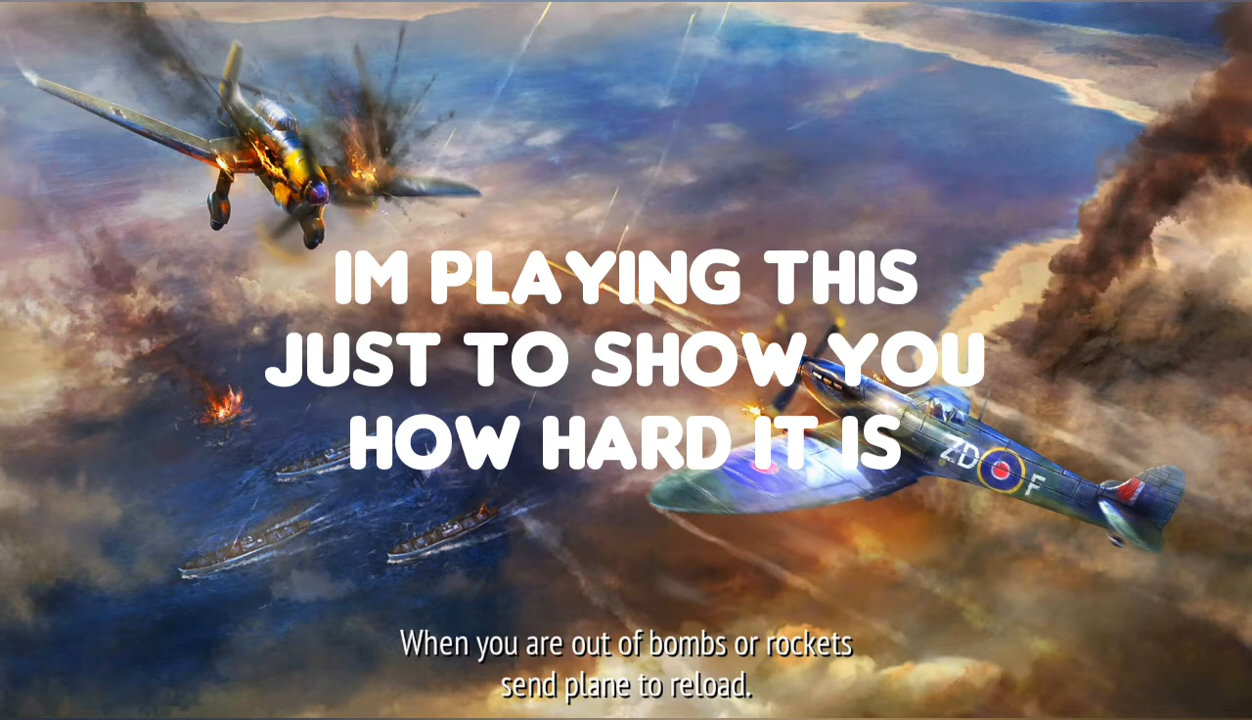 IM PLAYING THIS
JUST TO SHOW YOU
HOW HARD IT IS
ZD
F
When you are out of bombs or rockets
send plane to reload.